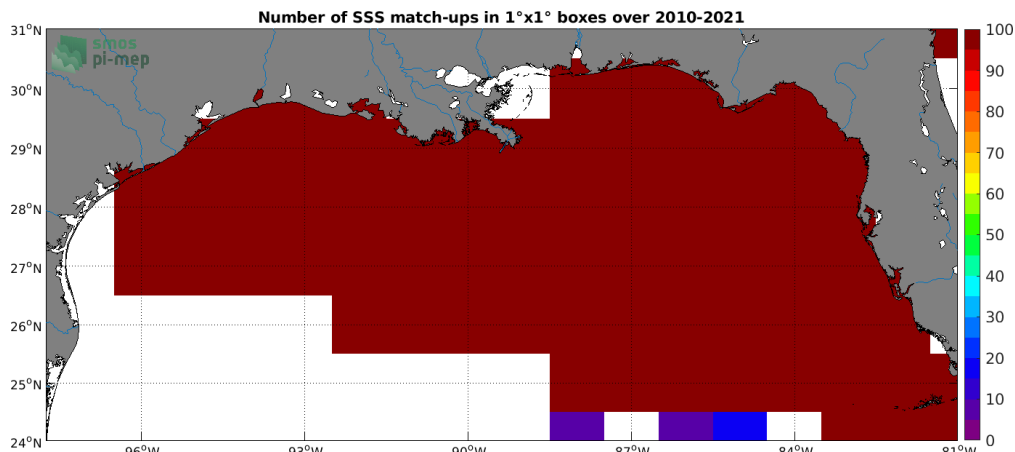 Number of SSS match-ups in 1°x1° boxes over 2010-2021
smos
pi-mep
31°N
30°N
29°N
28°N
27°N
26°N
25°N
24°N
96°W
93°W
90°W
87°W
84°W
81°W
100
90
80
70
60
50
40
30
20
10
0